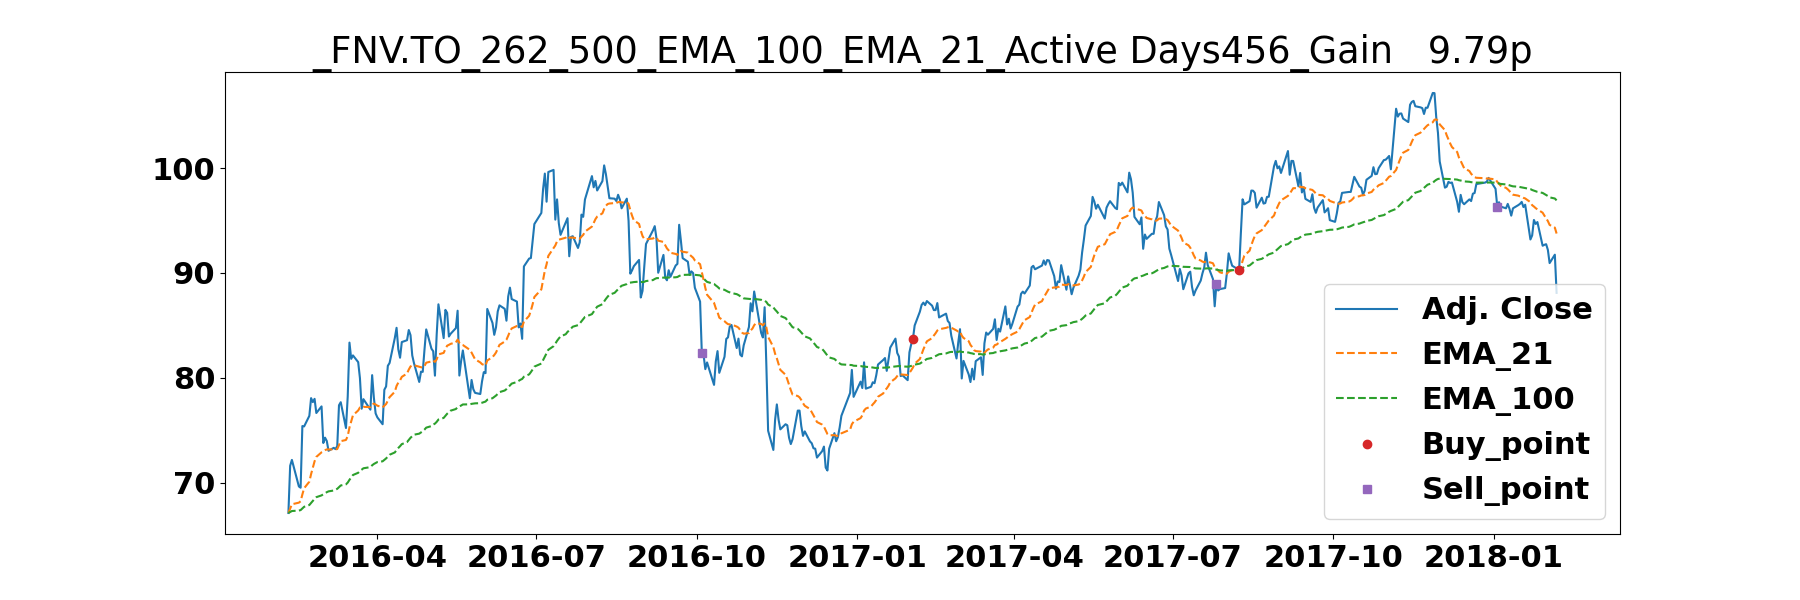 _FNV.TO_262_500_EMA_100_EMA_21_Active Days456_Gain   9.79p
100
90
80
70
Adj. Close
EMA_21
EMA_100
Buy_point
Sell_point
2016-04 2016-07 2016-10 2017-01 2017-04 2017-07 2017-10 2018-01